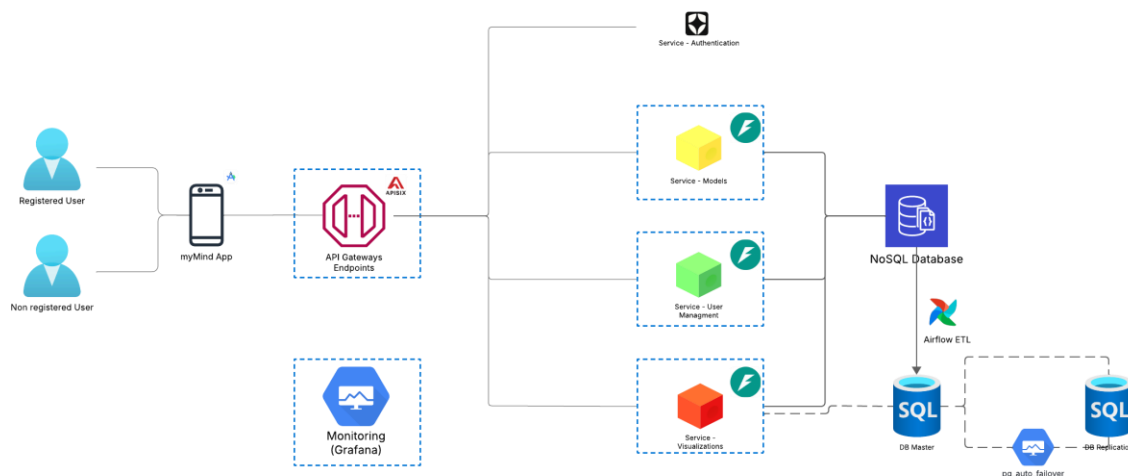 Service - Authentication
Service - Models
Registered User
APISIX
myMind App
API Gateways
Endpoints
NoSQL Database
Non registered User
Service - User
Managment
Airflow ETL
SQL
SQL
Monitoring
(Grafana)
Service -
Visualizations
DB Master
DB Replication
pg_auto_failover